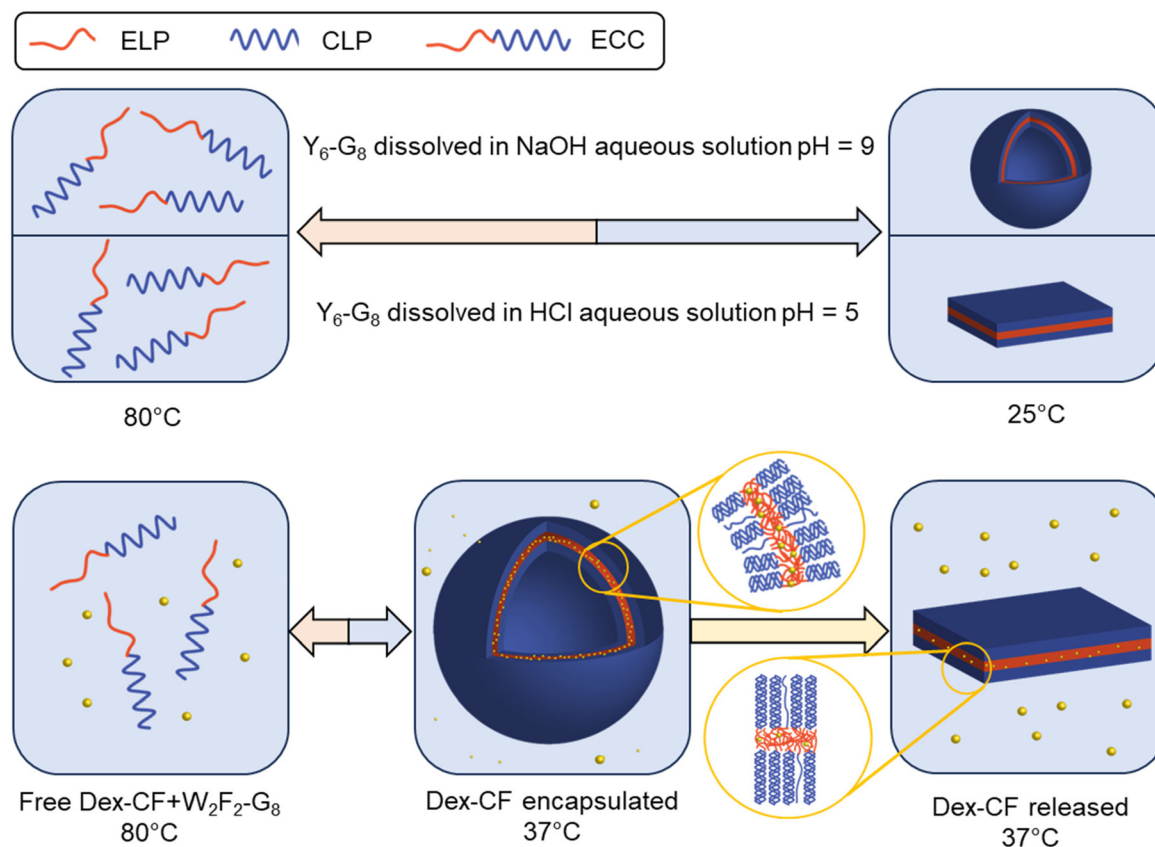 ELP CLP ECC
Y₆-G₈ dissolved in NaOH aqueous solution pH = 9
Y₆-G₈ dissolved in HCl aqueous solution pH = 5
80°C
25°C
Free Dex-CF+W₂F₂-G₈
80°C
Dex-CF encapsulated
37°C
Dex-CF released
37°C